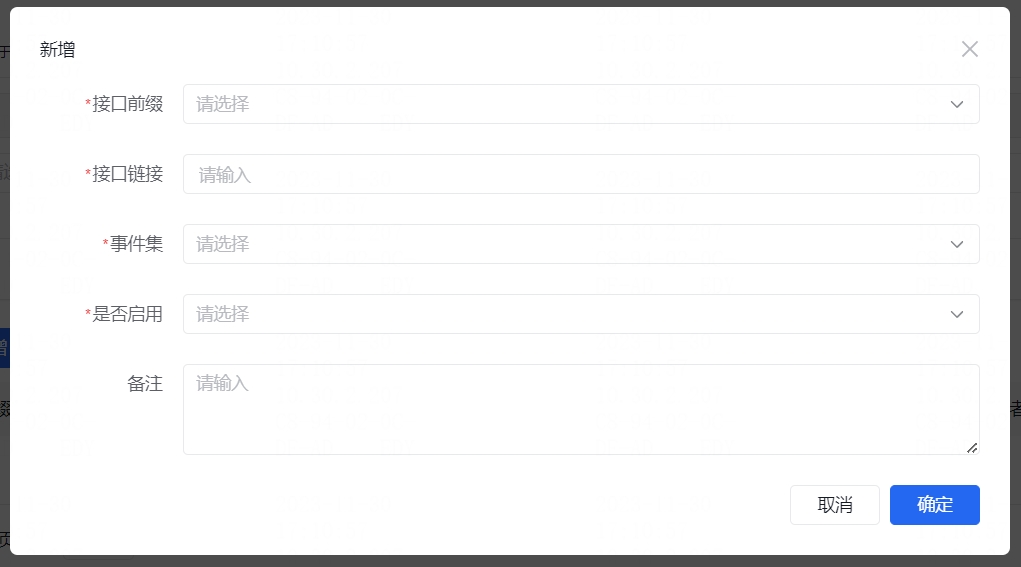 新增
*接口前缀 请选择
*接口链接 请输入
*事件集 请选择
*是否启用 请选择
备注 请输入
取消 确定